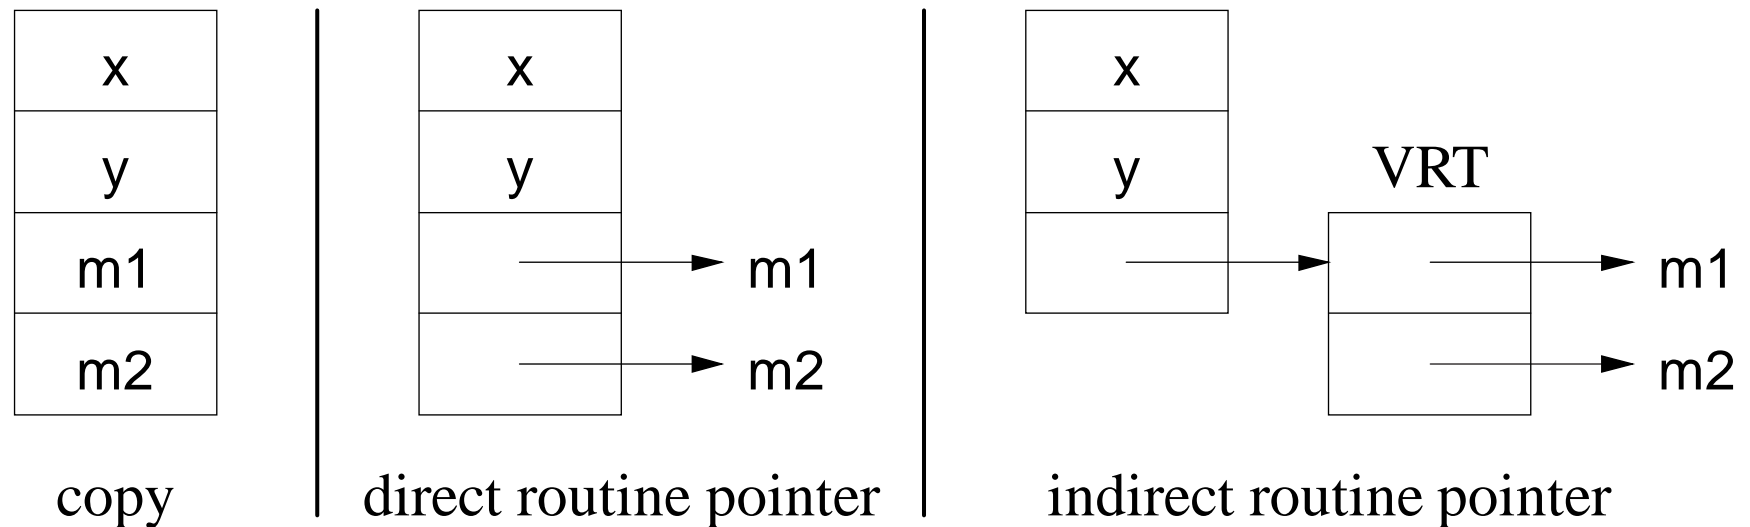 x
y
m1
m2
copy
x
y
m1
m2
direct routine pointer
x
y
VRT
m1
m2
indirect routine pointer